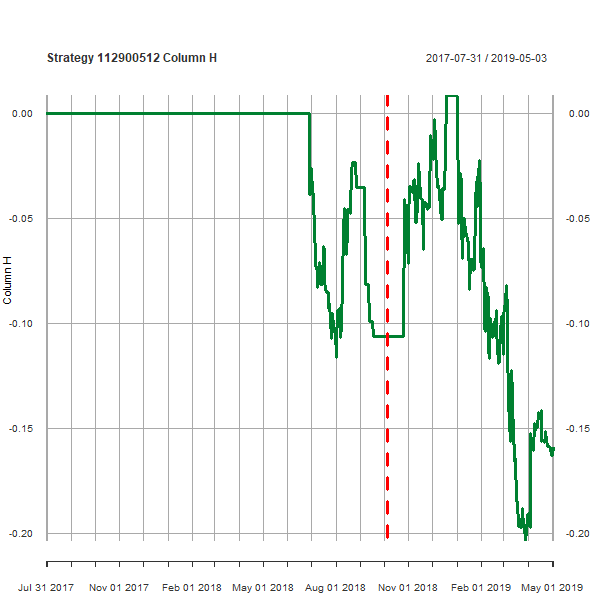 Strategy 112900512 Column H
2017-07-31 / 2019-05-03
0.00 0.00
-0.05 -0.05
Column H
-0.10 -0.10
-0.15 -0.15
-0.20 -0.20
Jul 31 2017 Nov 01 2017 Feb 01 2018 May 01 2018 Aug 01 2018 Nov 01 2018 Feb 01 2019 May 01 2019